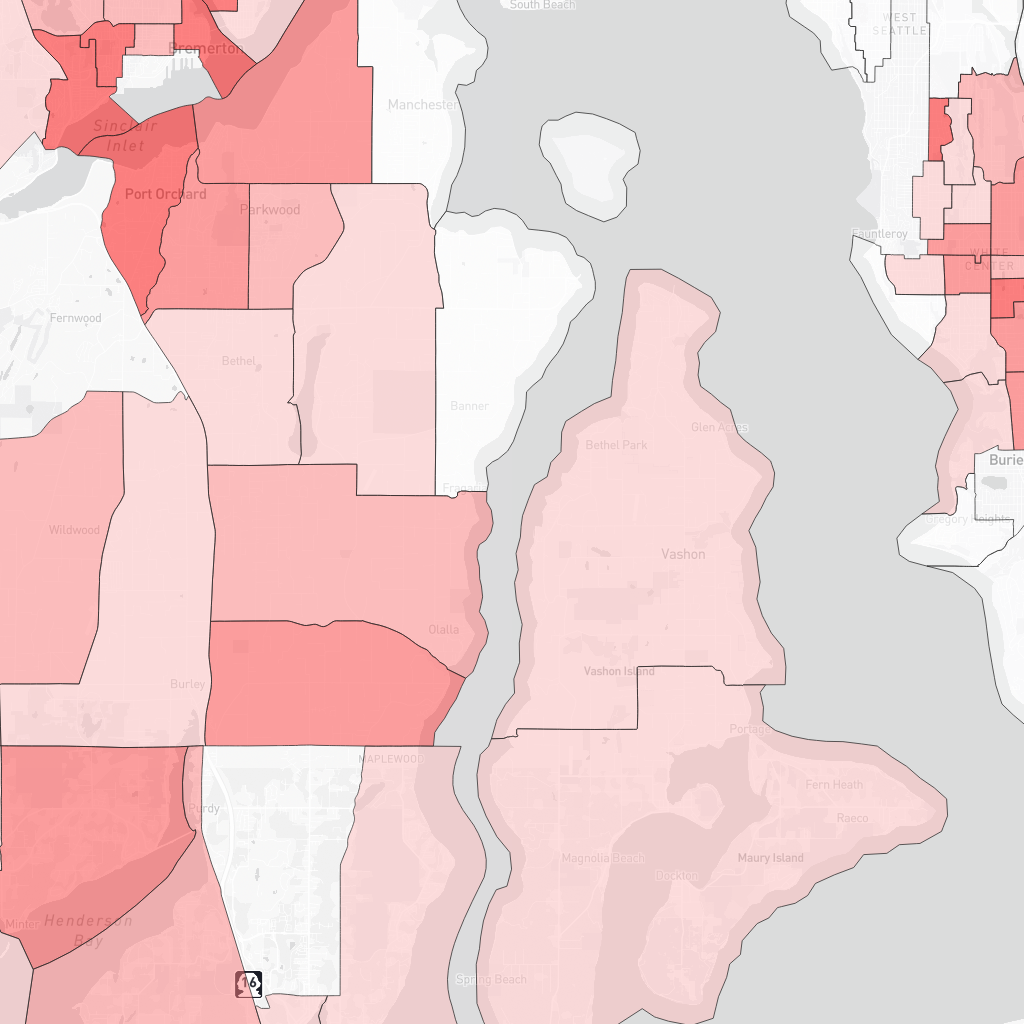 South Beach
WEST
SEATTLE
Bremerton
Manchester
Sinclair
Inlet
Port Orchard
Parkwood
Fauntleroy
WHITE
CENTER
Fernwood
Bethel
Banner
Glen Acres
Bethel Park
Burie
Fragaria
Gregory Heights
Wildwood
Vashon
Olalla
Vashon Island
Burley
Portage
MAPLEWOOD
Fern Heath
Purdy
Raeco
Magnolia Beach
Maury Island
Dockton
Minter
Henderson
Bay
Spring Beach
16